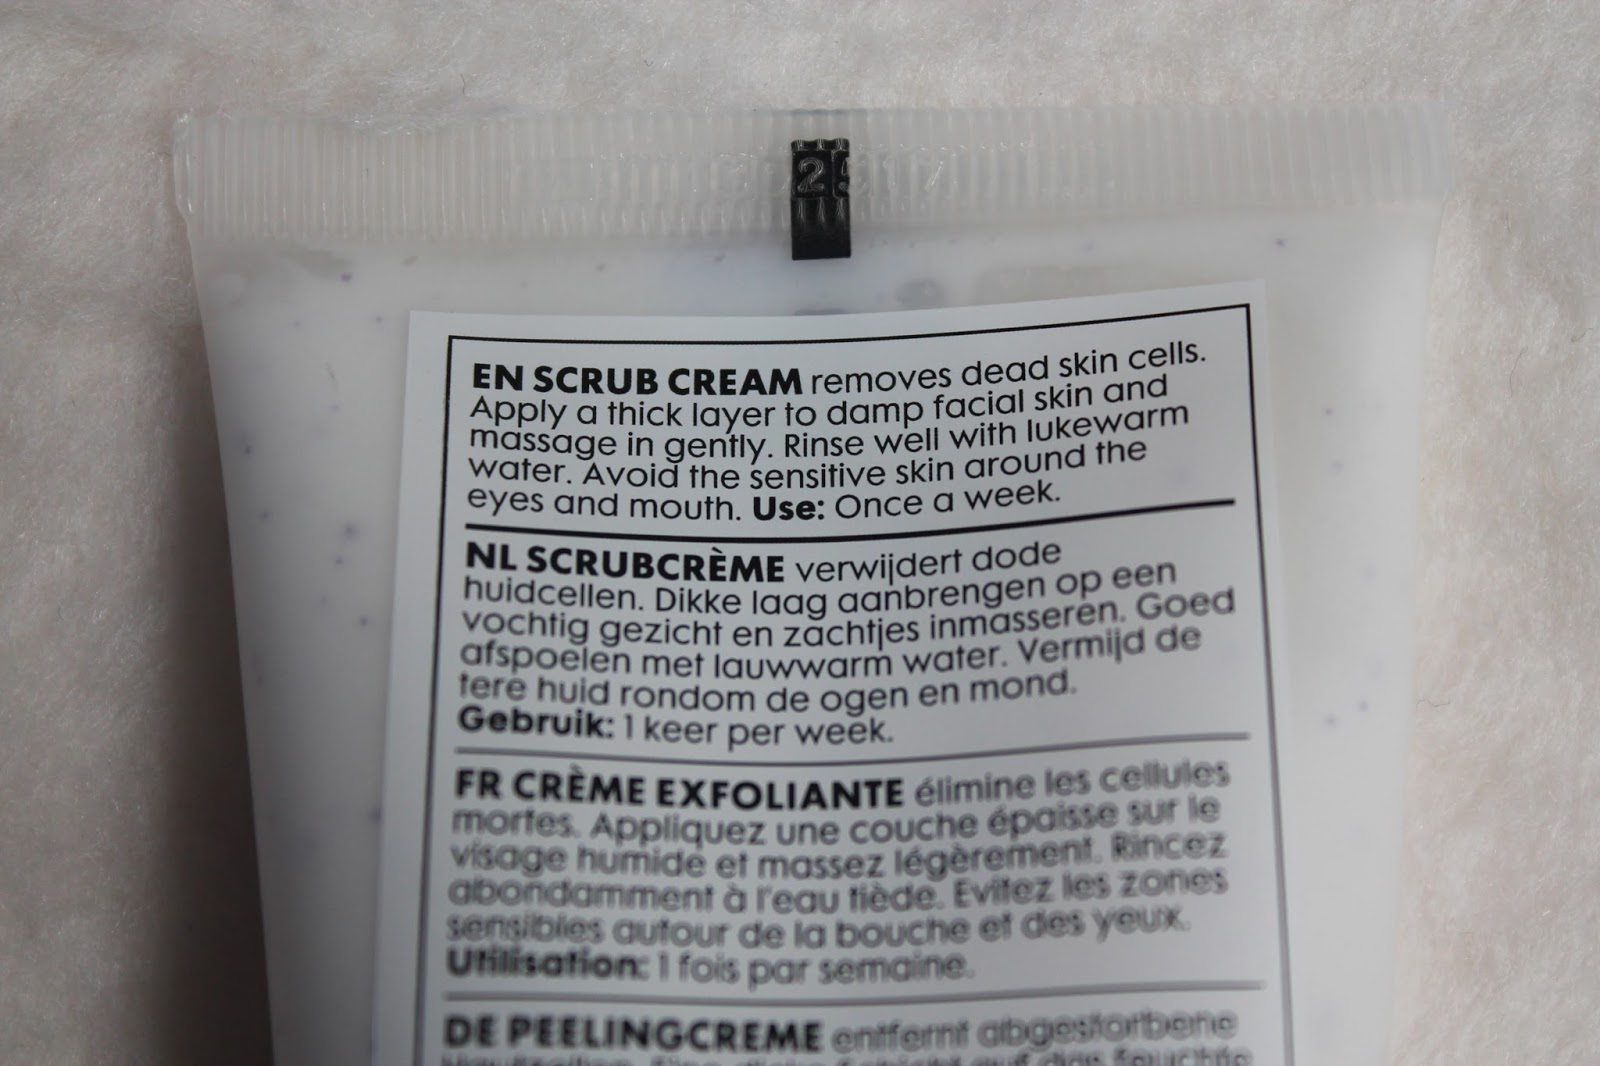 25
EN SCRUB CREAM removes dead skin cells.
Apply a thick layer to damp facial skin and
massage in gently. Rinse well with lukewarm
water. Avoid the sensitive skin around the
eyes and mouth. Use: Once a week.
NL SCRUBCRÈME verwijdert dode
huidcellen. Dikke laag aanbrengen op een
vochtig gezicht en zachtjes inmasseren. Goed
afspoelen met lauwwarm water. Vermijd de
tere huid rondom de ogen en mond.
Gebruik: 1 keer per week.
FR CRÈME EXFOLIANTE élimine les cellules
mortes. Appliquez une couche épaisse sur le
visage humide et massez légèrement. Rincez
abondamment à l'eau tiède. Evitez les zones
sensibles autour de la bouche et des yeux.
Utilisation: 1 fois par semaine.
DE PEELINGCREME entfernt abgestorbene